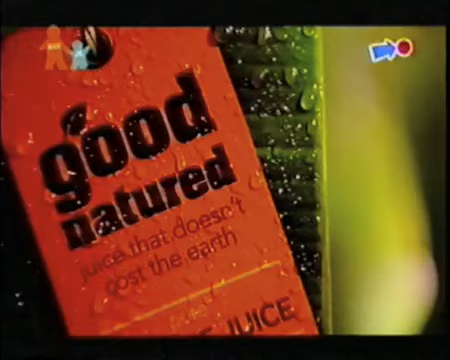 good
natured
juice that doesn't
cost the earth
JUICE